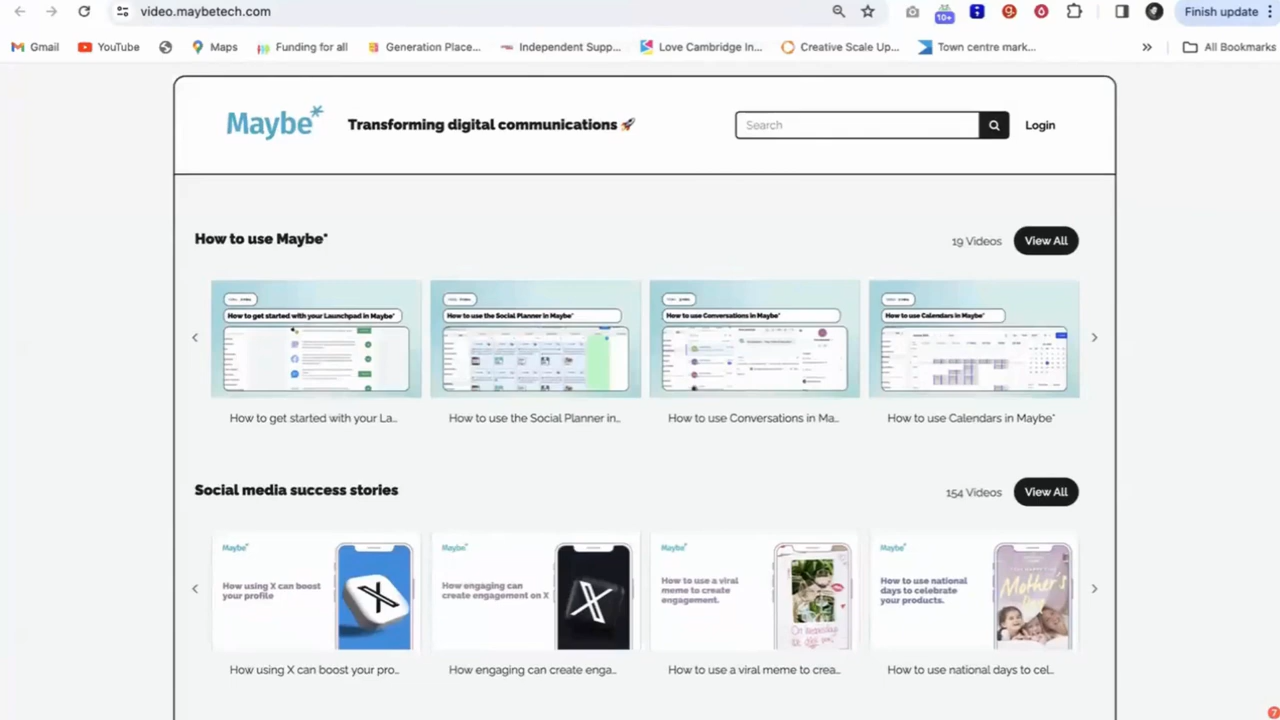 video.maybetech.com
10+
Finish update
Gmail
YouTube
Maps
Funding for all
Generation Place...
Independent Supp...
Love Cambridge In...
Creative Scale Up...
Town centre mark...
»
All Bookmarks
Maybe*
Transforming digital communications 🚀
Search
Login
How to use Maybe*
19 Videos
View All
How to get started with your Launchpad in Maybe*
How to use the Social Planner in Maybe*
How to use Conversations in Maybe*
How to use Calendars in Maybe*
How to get started with your La...
How to use the Social Planner in...
How to use Conversations in Ma...
How to use Calendars in Maybe*
Social media success stories
154 Videos
View All
Maybe*
How using X can boost
your profile
Maybe*
How engaging can
create engagement on X
Maybe*
How to use a viral
meme to create
engagement.
Maybe*
How to use national
days to celebrate
your products.
Mother's
How using X can boost your pro...
How engaging can create enga...
How to use a viral meme to crea...
How to use national days to cel...
7